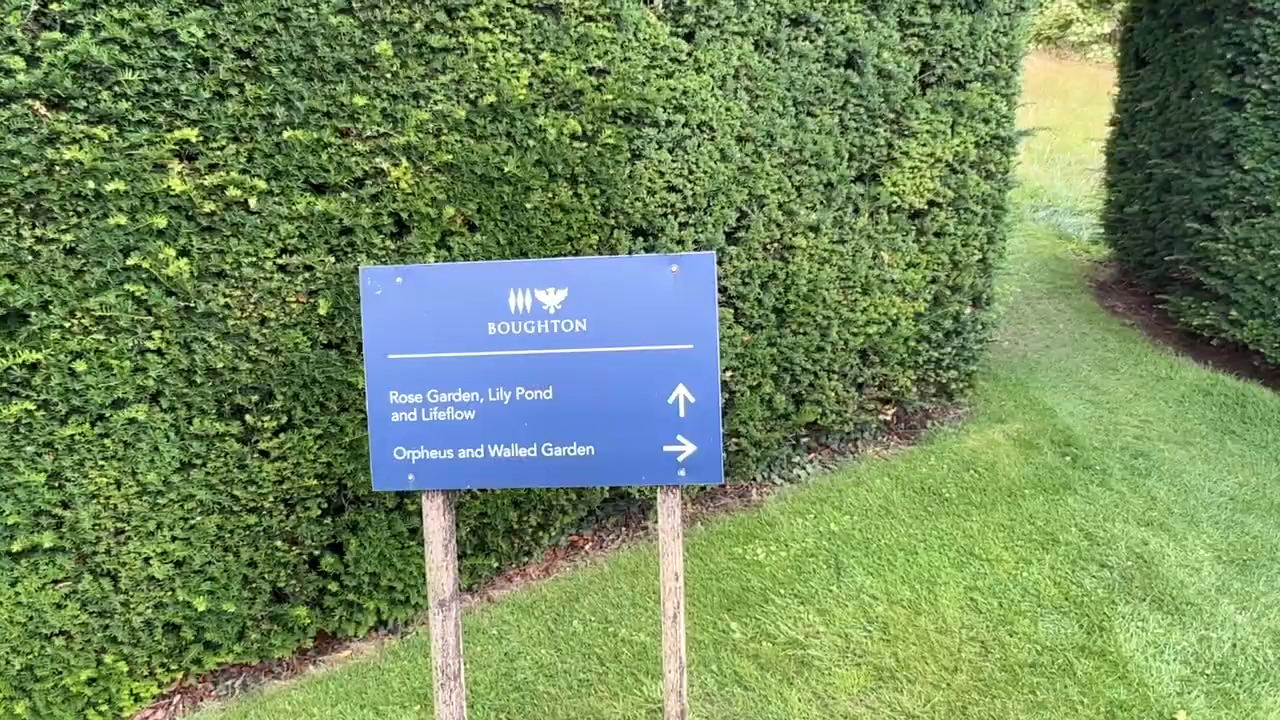 BOUGHTON
Rose Garden, Lily Pond
and Lifeflow
Orpheus and Walled Garden